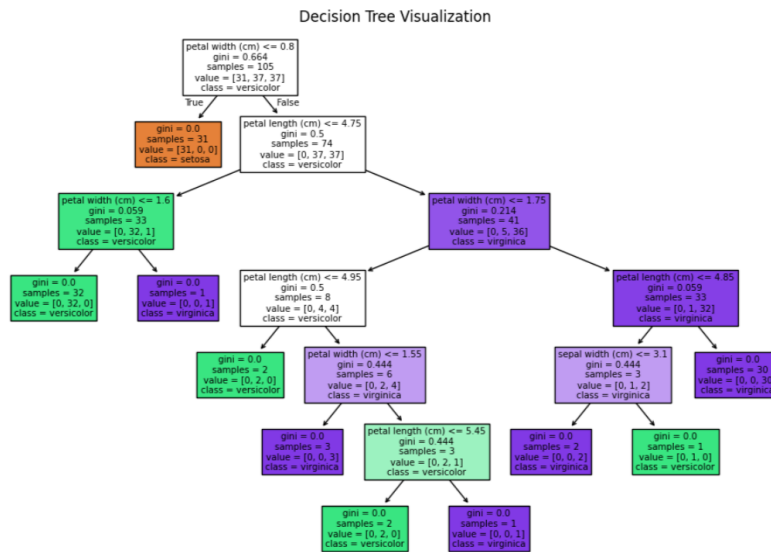 Decision Tree Visualization
petal width (cm) <= 0.8
gini = 0.664
samples = 105
value = [31, 37, 37]
class = versicolor
True
False
gini = 0.0
samples = 31
value = [31, 0, 0]
class = setosa
petal length (cm) <= 4.75
gini = 0.5
samples = 74
value = [0, 37, 37]
class = versicolor
petal width (cm) <= 1.6
gini = 0.059
samples = 33
value = [0, 32, 1]
class = versicolor
petal width (cm) <= 1.75
gini = 0.214
samples = 41
value = [0, 5, 36]
class = virginica
gini = 0.0
samples = 32
value = [0, 32, 0]
class = versicolor
gini = 0.0
samples = 1
value = [0, 0, 1]
class = virginica
petal length (cm) <= 4.95
gini = 0.5
samples = 8
value = [0, 4, 4]
class = versicolor
petal length (cm) <= 4.85
gini = 0.059
samples = 33
value = [0, 1, 32]
class = virginica
gini = 0.0
samples = 2
value = [0, 2, 0]
class = versicolor
petal width (cm) <= 1.55
gini = 0.444
samples = 6
value = [0, 2, 4]
class = virginica
sepal width (cm) <= 3.1
gini = 0.444
samples = 3
value = [0, 1, 2]
class = virginica
gini = 0.0
samples = 30
value = [0, 0, 30]
class = virginica
gini = 0.0
samples = 3
value = [0, 0, 3]
class = virginica
petal length (cm) <= 5.45
gini = 0.444
samples = 3
value = [0, 2, 1]
class = versicolor
gini = 0.0
samples = 2
value = [0, 0, 2]
class = virginica
gini = 0.0
samples = 1
value = [0, 1, 0]
class = versicolor
gini = 0.0
samples = 2
value = [0, 2, 0]
class = versicolor
gini = 0.0
samples = 1
value = [0, 0, 1]
class = virginica